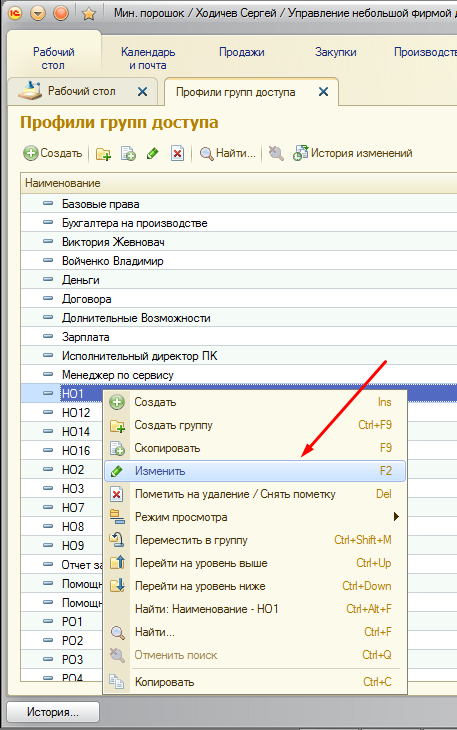 Мин. порошок / Ходичев Сергей / Управление небольшой фирмой д
Рабочий стол
Календарь и почта
Продажи
Закупки
Производств
Рабочий стол
Профили групп доступа
Профили групп доступа
Создать
Найти...
История изменений
Наименование
Базовые права
Бухгалтера на производстве
Виктория Жевновач
Войченко Владимир
Деньги
Договора
Долнительные Возможности
Зарплата
Исполнительный директор ПК
Менеджер по сервису
НО1
НО12
НО14
НО16
НО2
НО3
НО7
НО8
НО9
Отчет за
Помощн
Помощн
РО1
РО2
РО3
РО4
Создать Ins
Создать группу Ctrl+F9
Скопировать F9
Изменить F2
Пометить на удаление / Снять пометку Del
Режим просмотра
Переместить в группу Ctrl+Shift+M
Перейти на уровень выше Ctrl+Up
Перейти на уровень ниже Ctrl+Down
Найти: Наименование - НО1 Ctrl+Alt+F
Найти... Ctrl+F
Отменить поиск Ctrl+Q
Копировать Ctrl+C
История...